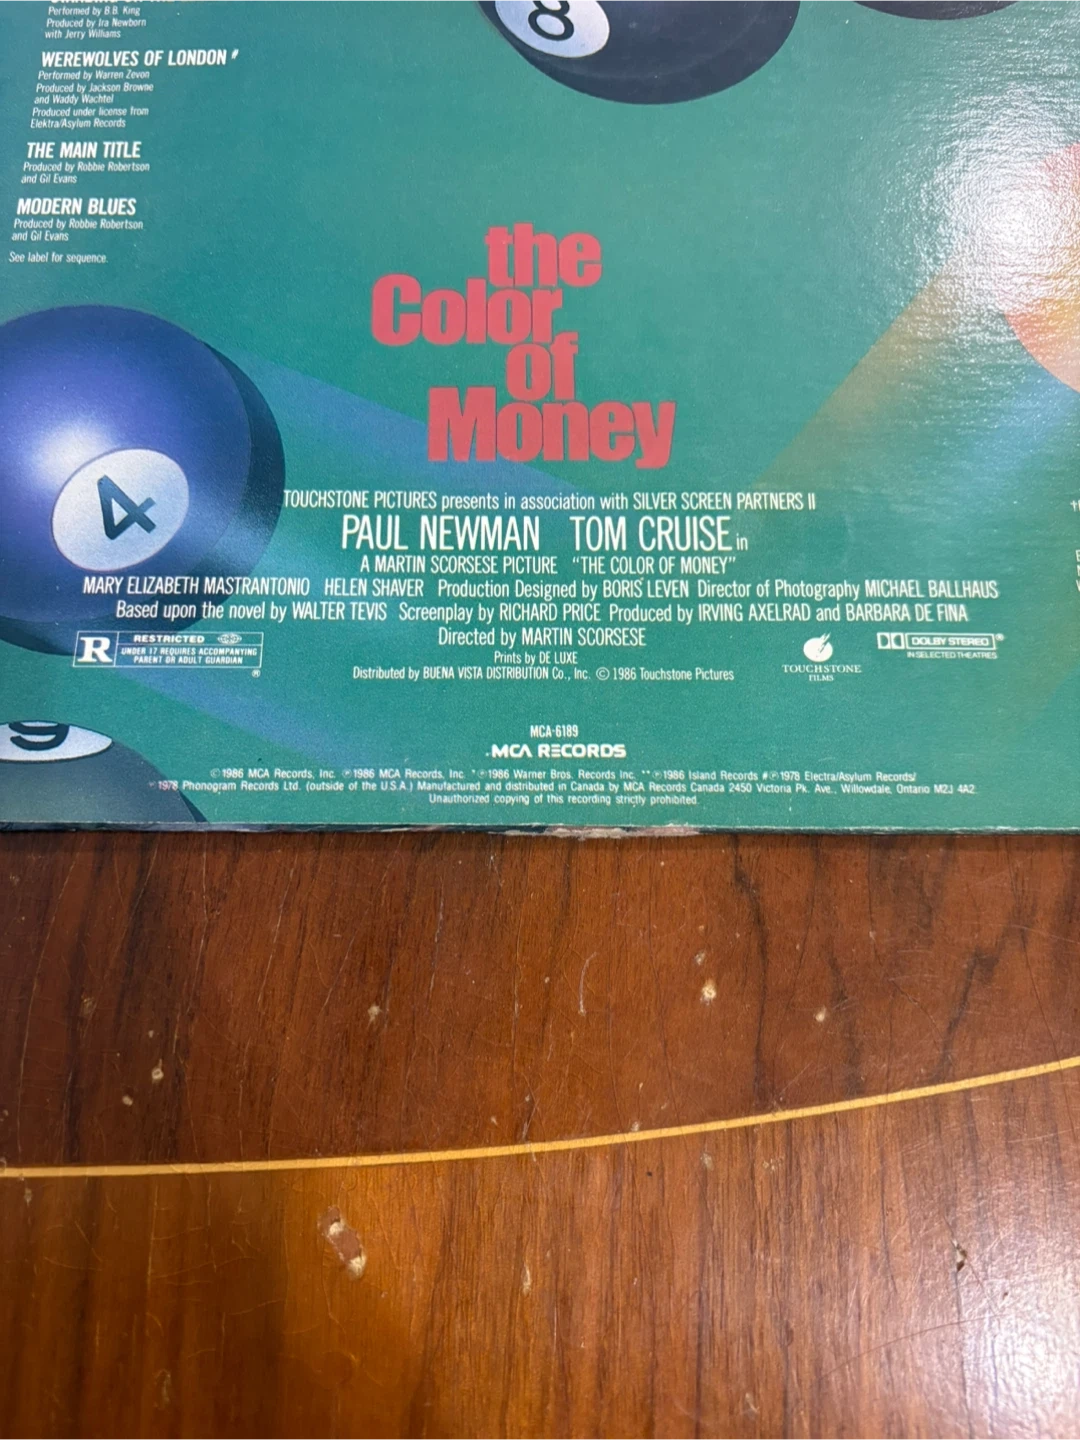 Performed by B.B. King
Produced by Ira Newborn
with Jerry Williams
WEREWOLVES OF LONDON #
Performed by Warren Zevon
Produced by Jackson Browne
and Waddy Wachtel
Produced under license from
Elektra/Asylum Records
THE MAIN TITLE
Produced by Robbie Robertson
and Gil Evans
MODERN BLUES
Produced by Robbie Robertson
and Gil Evans
See label for sequence.
8
4
9
the
Color
of
Money
TOUCHSTONE PICTURES presents in association with SILVER SCREEN PARTNERS II
PAUL NEWMAN TOM CRUISE in
A MARTIN SCORSESE PICTURE "THE COLOR OF MONEY"
MARY ELIZABETH MASTRANTONIO HELEN SHAVER Production Designed by BORIS LEVEN Director of Photography MICHAEL BALLHAUS
Based upon the novel by WALTER TEVIS Screenplay by RICHARD PRICE Produced by IRVING AXELRAD and BARBARA DE FINA
Directed by MARTIN SCORSESE
Prints by DE LUXE
Distributed by BUENA VISTA DISTRIBUTION Co., Inc. © 1986 Touchstone Pictures
R RESTRICTED
UNDER 17 REQUIRES ACCOMPANYING
PARENT OR ADULT GUARDIAN
®
TOUCHSTONE
FILMS
DOLBY STEREO ®
IN SELECTED THEATRES
MCA-6189
MCA RECORDS
©1986 MCA Records, Inc. ℗1986 MCA Records, Inc. *℗1986 Warner Bros. Records Inc. **℗1986 Island Records #℗1978 Electra/Asylum Records/
1978 Phonogram Records Ltd. (outside of the U.S.A.) Manufactured and distributed in Canada by MCA Records Canada 2450 Victoria Pk. Ave., Willowdale, Ontario M2J 4A2.
Unauthorized copying of this recording strictly prohibited.